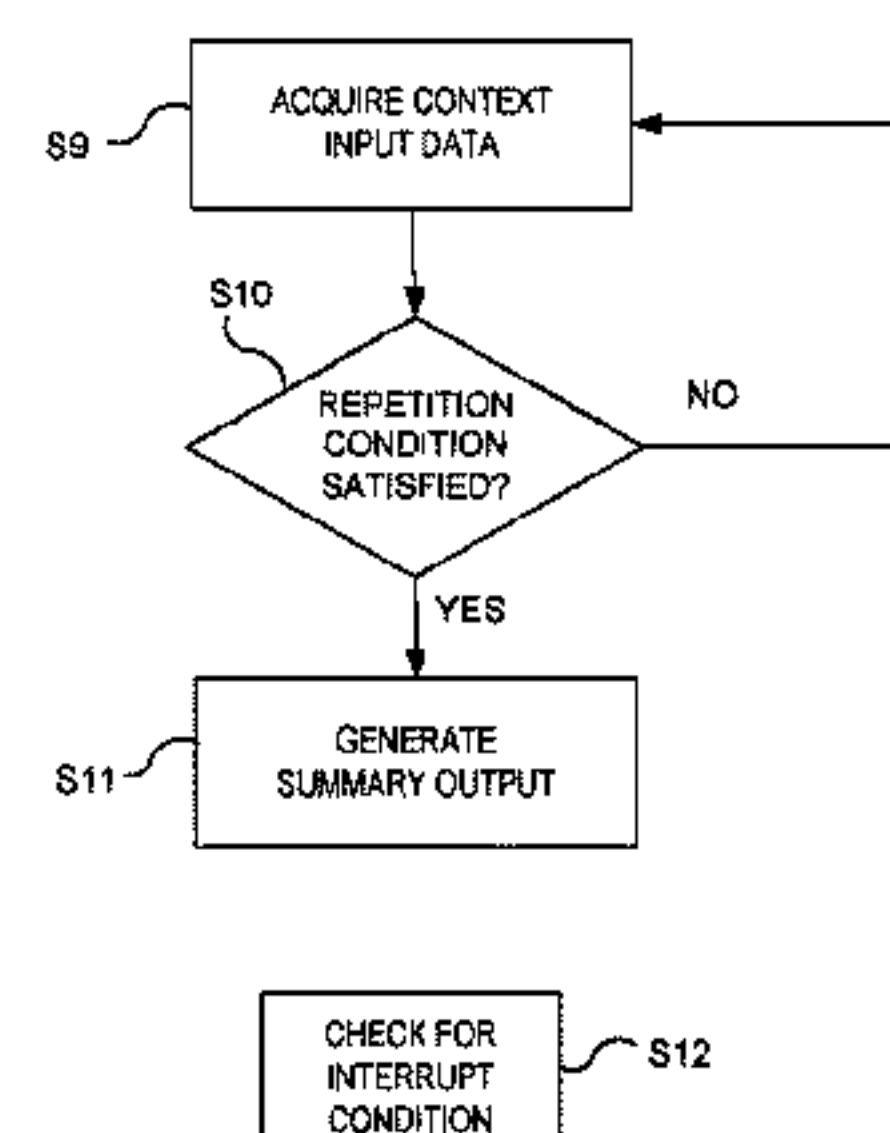 ACQUIRE CONTEXT
INPUT DATA
S9
S10
REPETITION
CONDITION
SATISFIED?
NO
YES
GENERATE
SUMMARY OUTPUT
S11
CHECK FOR
INTERRUPT
CONDITION
S12